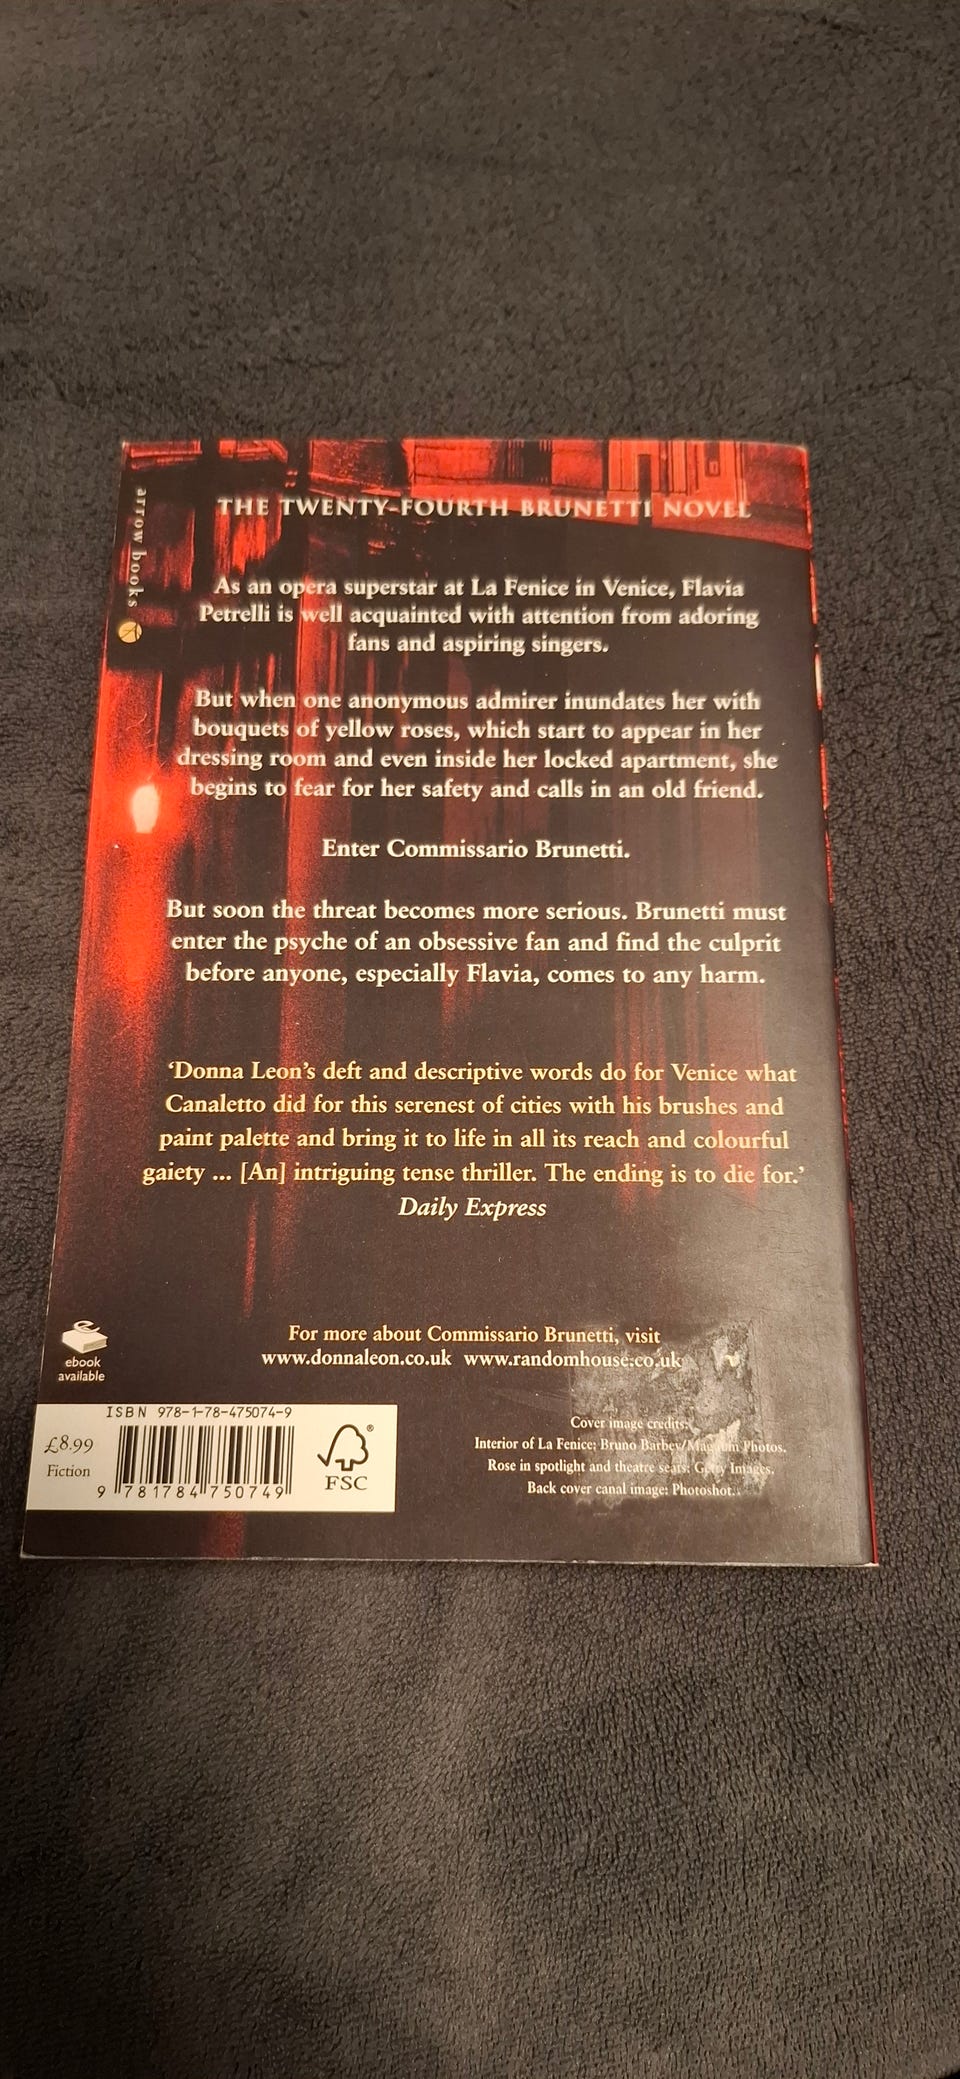 THE TWENTY-FOURTH BRUNETTI NOVEL
arrow books
As an opera superstar at La Fenice in Venice, Flavia
Petrelli is well acquainted with attention from adoring
fans and aspiring singers.
But when one anonymous admirer inundates her with
bouquets of yellow roses, which start to appear in her
dressing room and even inside her locked apartment, she
begins to fear for her safety and calls in an old friend.
Enter Commissario Brunetti.
But soon the threat becomes more serious. Brunetti must
enter the psyche of an obsessive fan and find the culprit
before anyone, especially Flavia, comes to any harm.
‘Donna Leon’s deft and descriptive words do for Venice what
Canaletto did for this serenest of cities with his brushes and
paint palette and bring it to life in all its reach and colourful
gaiety ... [An] intriguing tense thriller. The ending is to die for.’
Daily Express
For more about Commissario Brunetti, visit
www.donnaleon.co.uk www.randomhouse.co.uk
ebook
available
ISBN 978-1-78-475074-9
£8.99
Fiction
9 781784 750749
®
FSC
Cover image credits:
Interior of La Fenice: Bruno Barbey/Magnum Photos.
Rose in spotlight and theatre seats: Getty Images.
Back cover canal image: Photoshot.